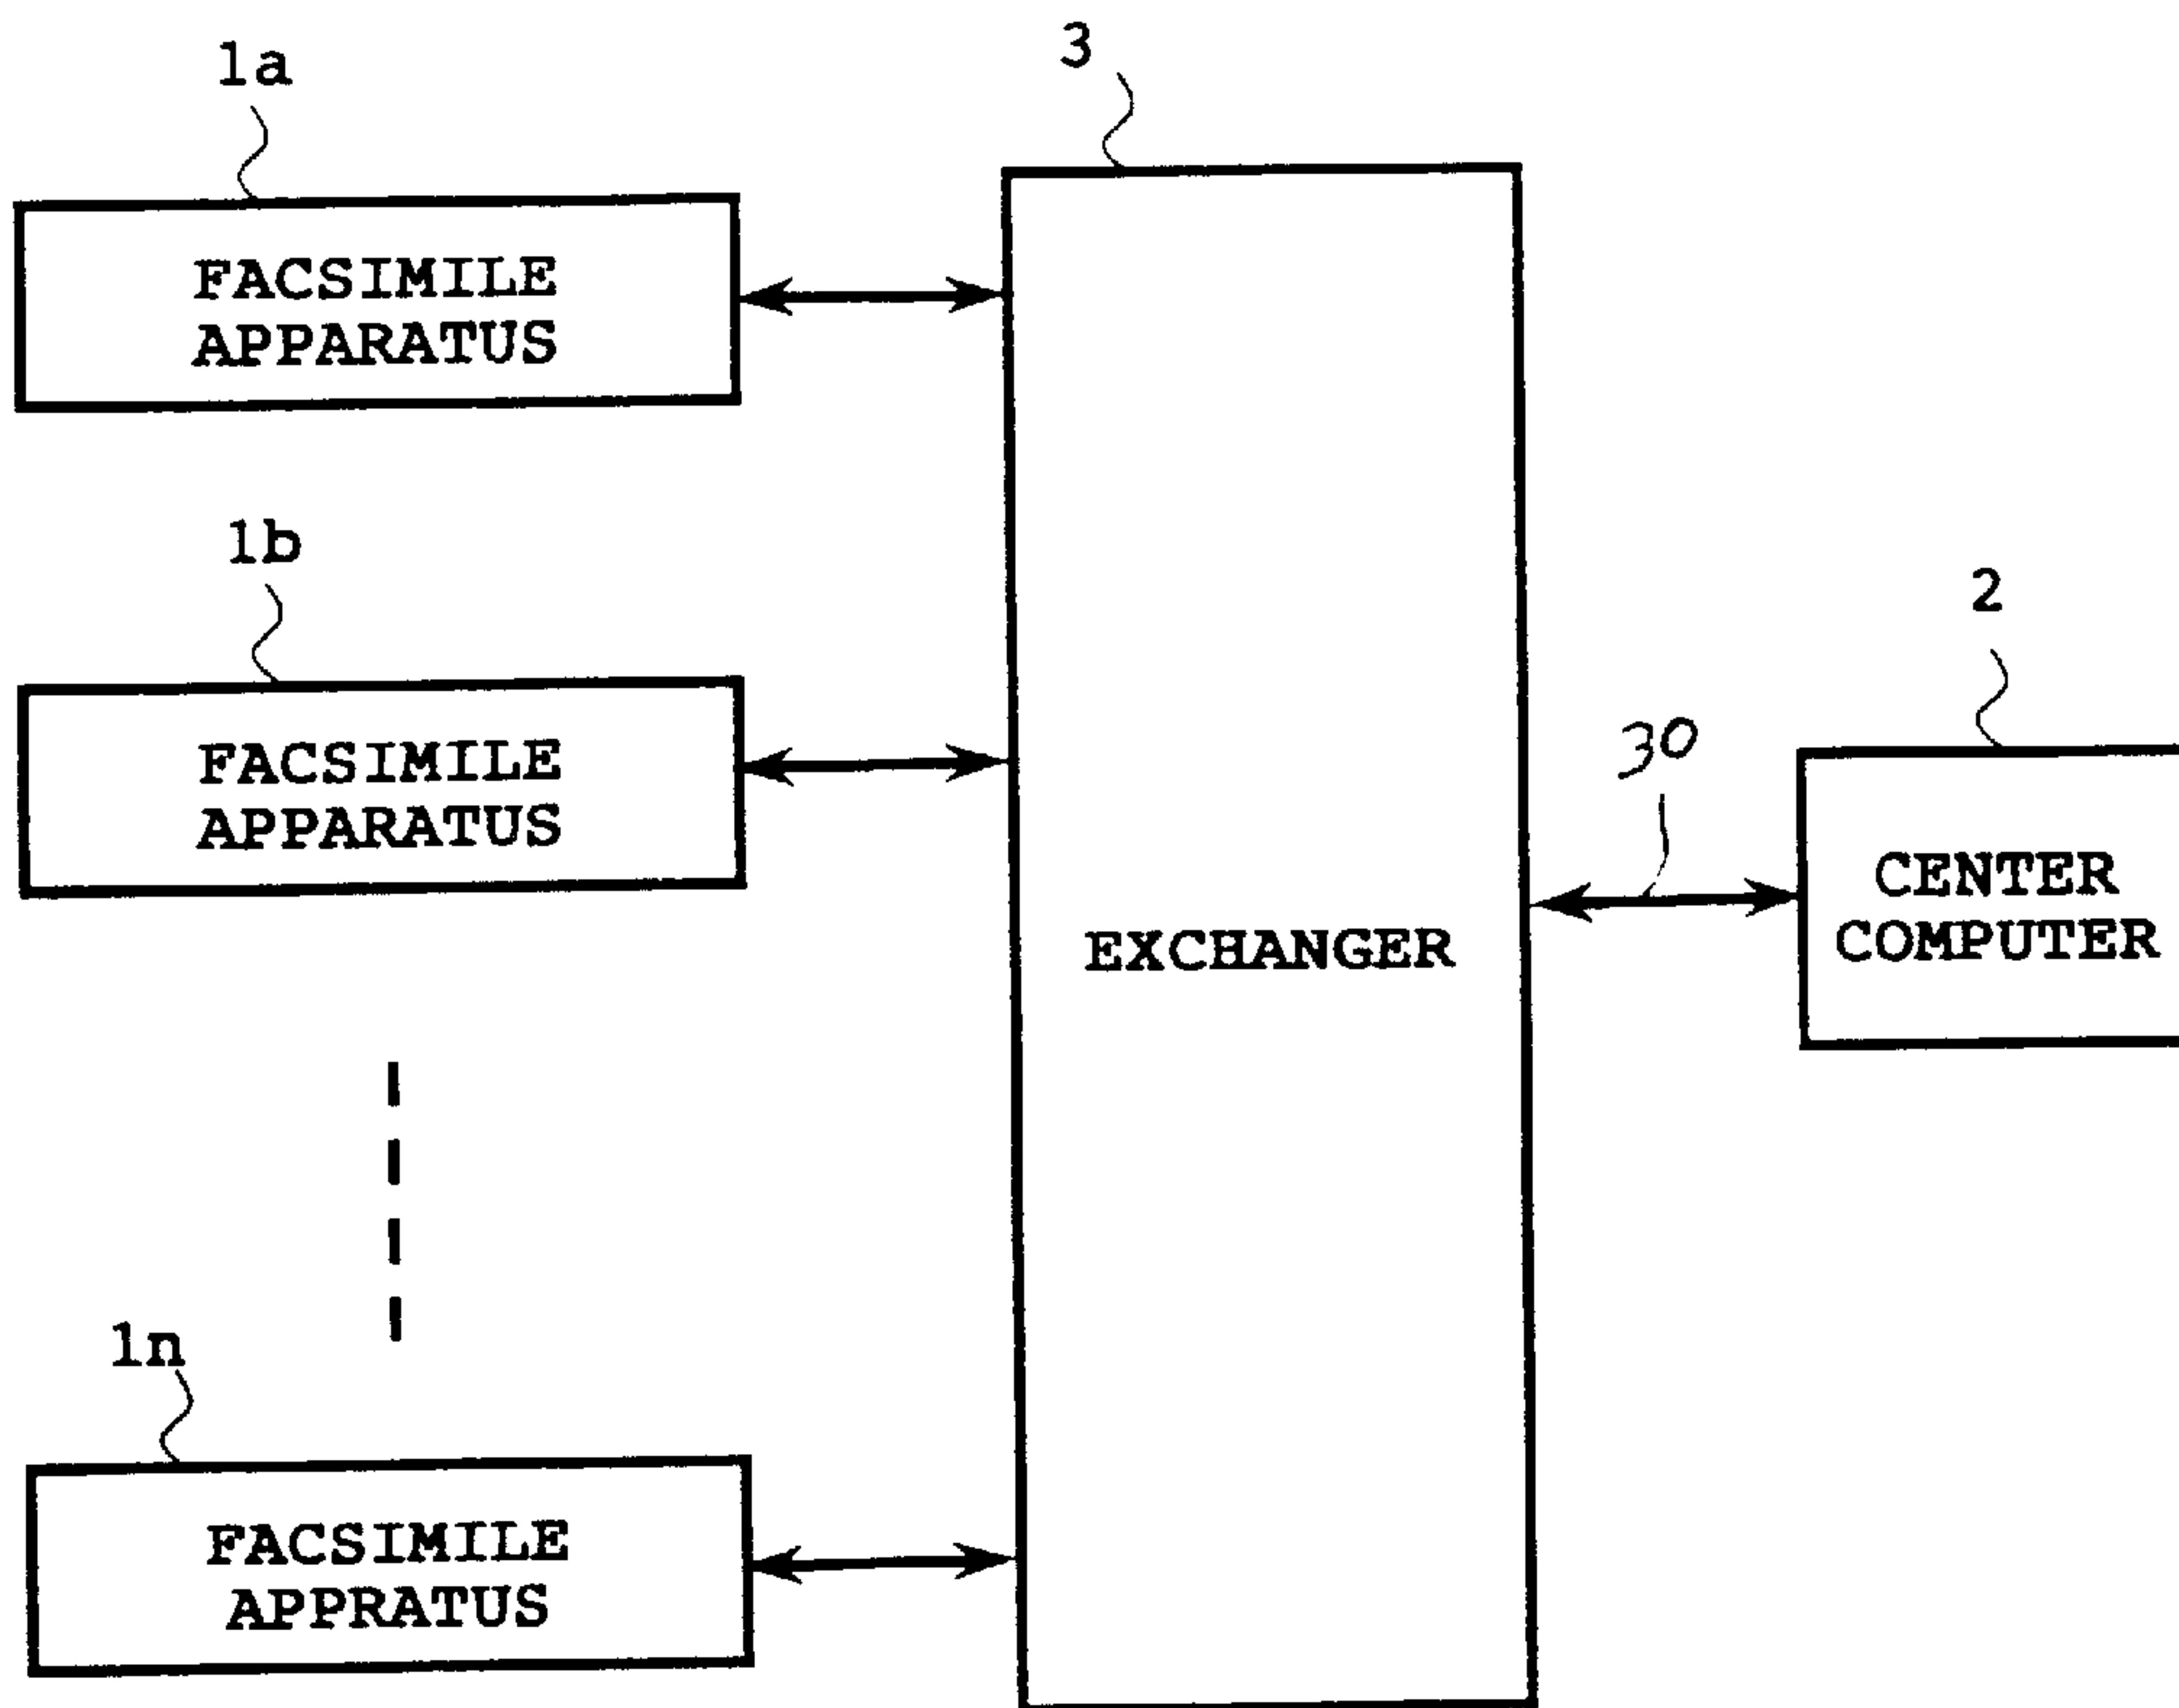 1a
3
FACSIMILE
APPARATUS
1b
2
30
FACSIMILE
APPARATUS
CENTER
COMPUTER
EXCHANGER
1n
FACSIMILE
APPRATUS